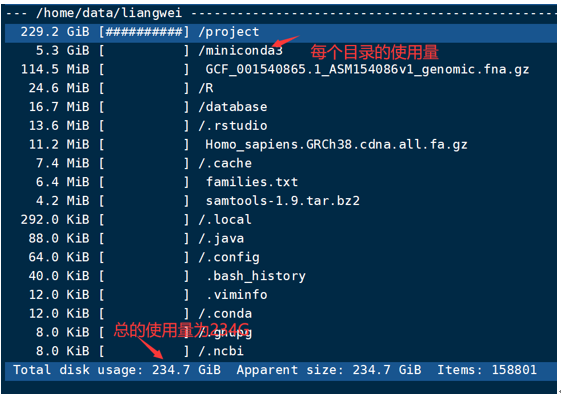 --- /home/data/liangwei ---
229.2 GiB [##########] /project
5.3 GiB [          ] /miniconda3
每个目录的使用量
114.5 MiB [          ]  GCF_001540865.1_ASM154086v1_genomic.fna.gz
24.6 MiB [          ] /R
16.7 MiB [          ] /database
13.6 MiB [          ] /.rstudio
11.2 MiB [          ]  Homo_sapiens.GRCh38.cdna.all.fa.gz
7.4 MiB [          ] /.cache
6.4 MiB [          ]  families.txt
4.2 MiB [          ]  samtools-1.9.tar.bz2
292.0 KiB [          ] /.local
88.0 KiB [          ] /.java
64.0 KiB [          ] /.config
40.0 KiB [          ]  .bash_history
12.0 KiB [          ]  .viminfo
12.0 KiB [          ] /.conda
总的使用量为234G
8.0 KiB [          ] /.gnupg
8.0 KiB [          ] /.ncbi
Total disk usage: 234.7 GiB  Apparent size: 234.7 GiB  Items: 158801